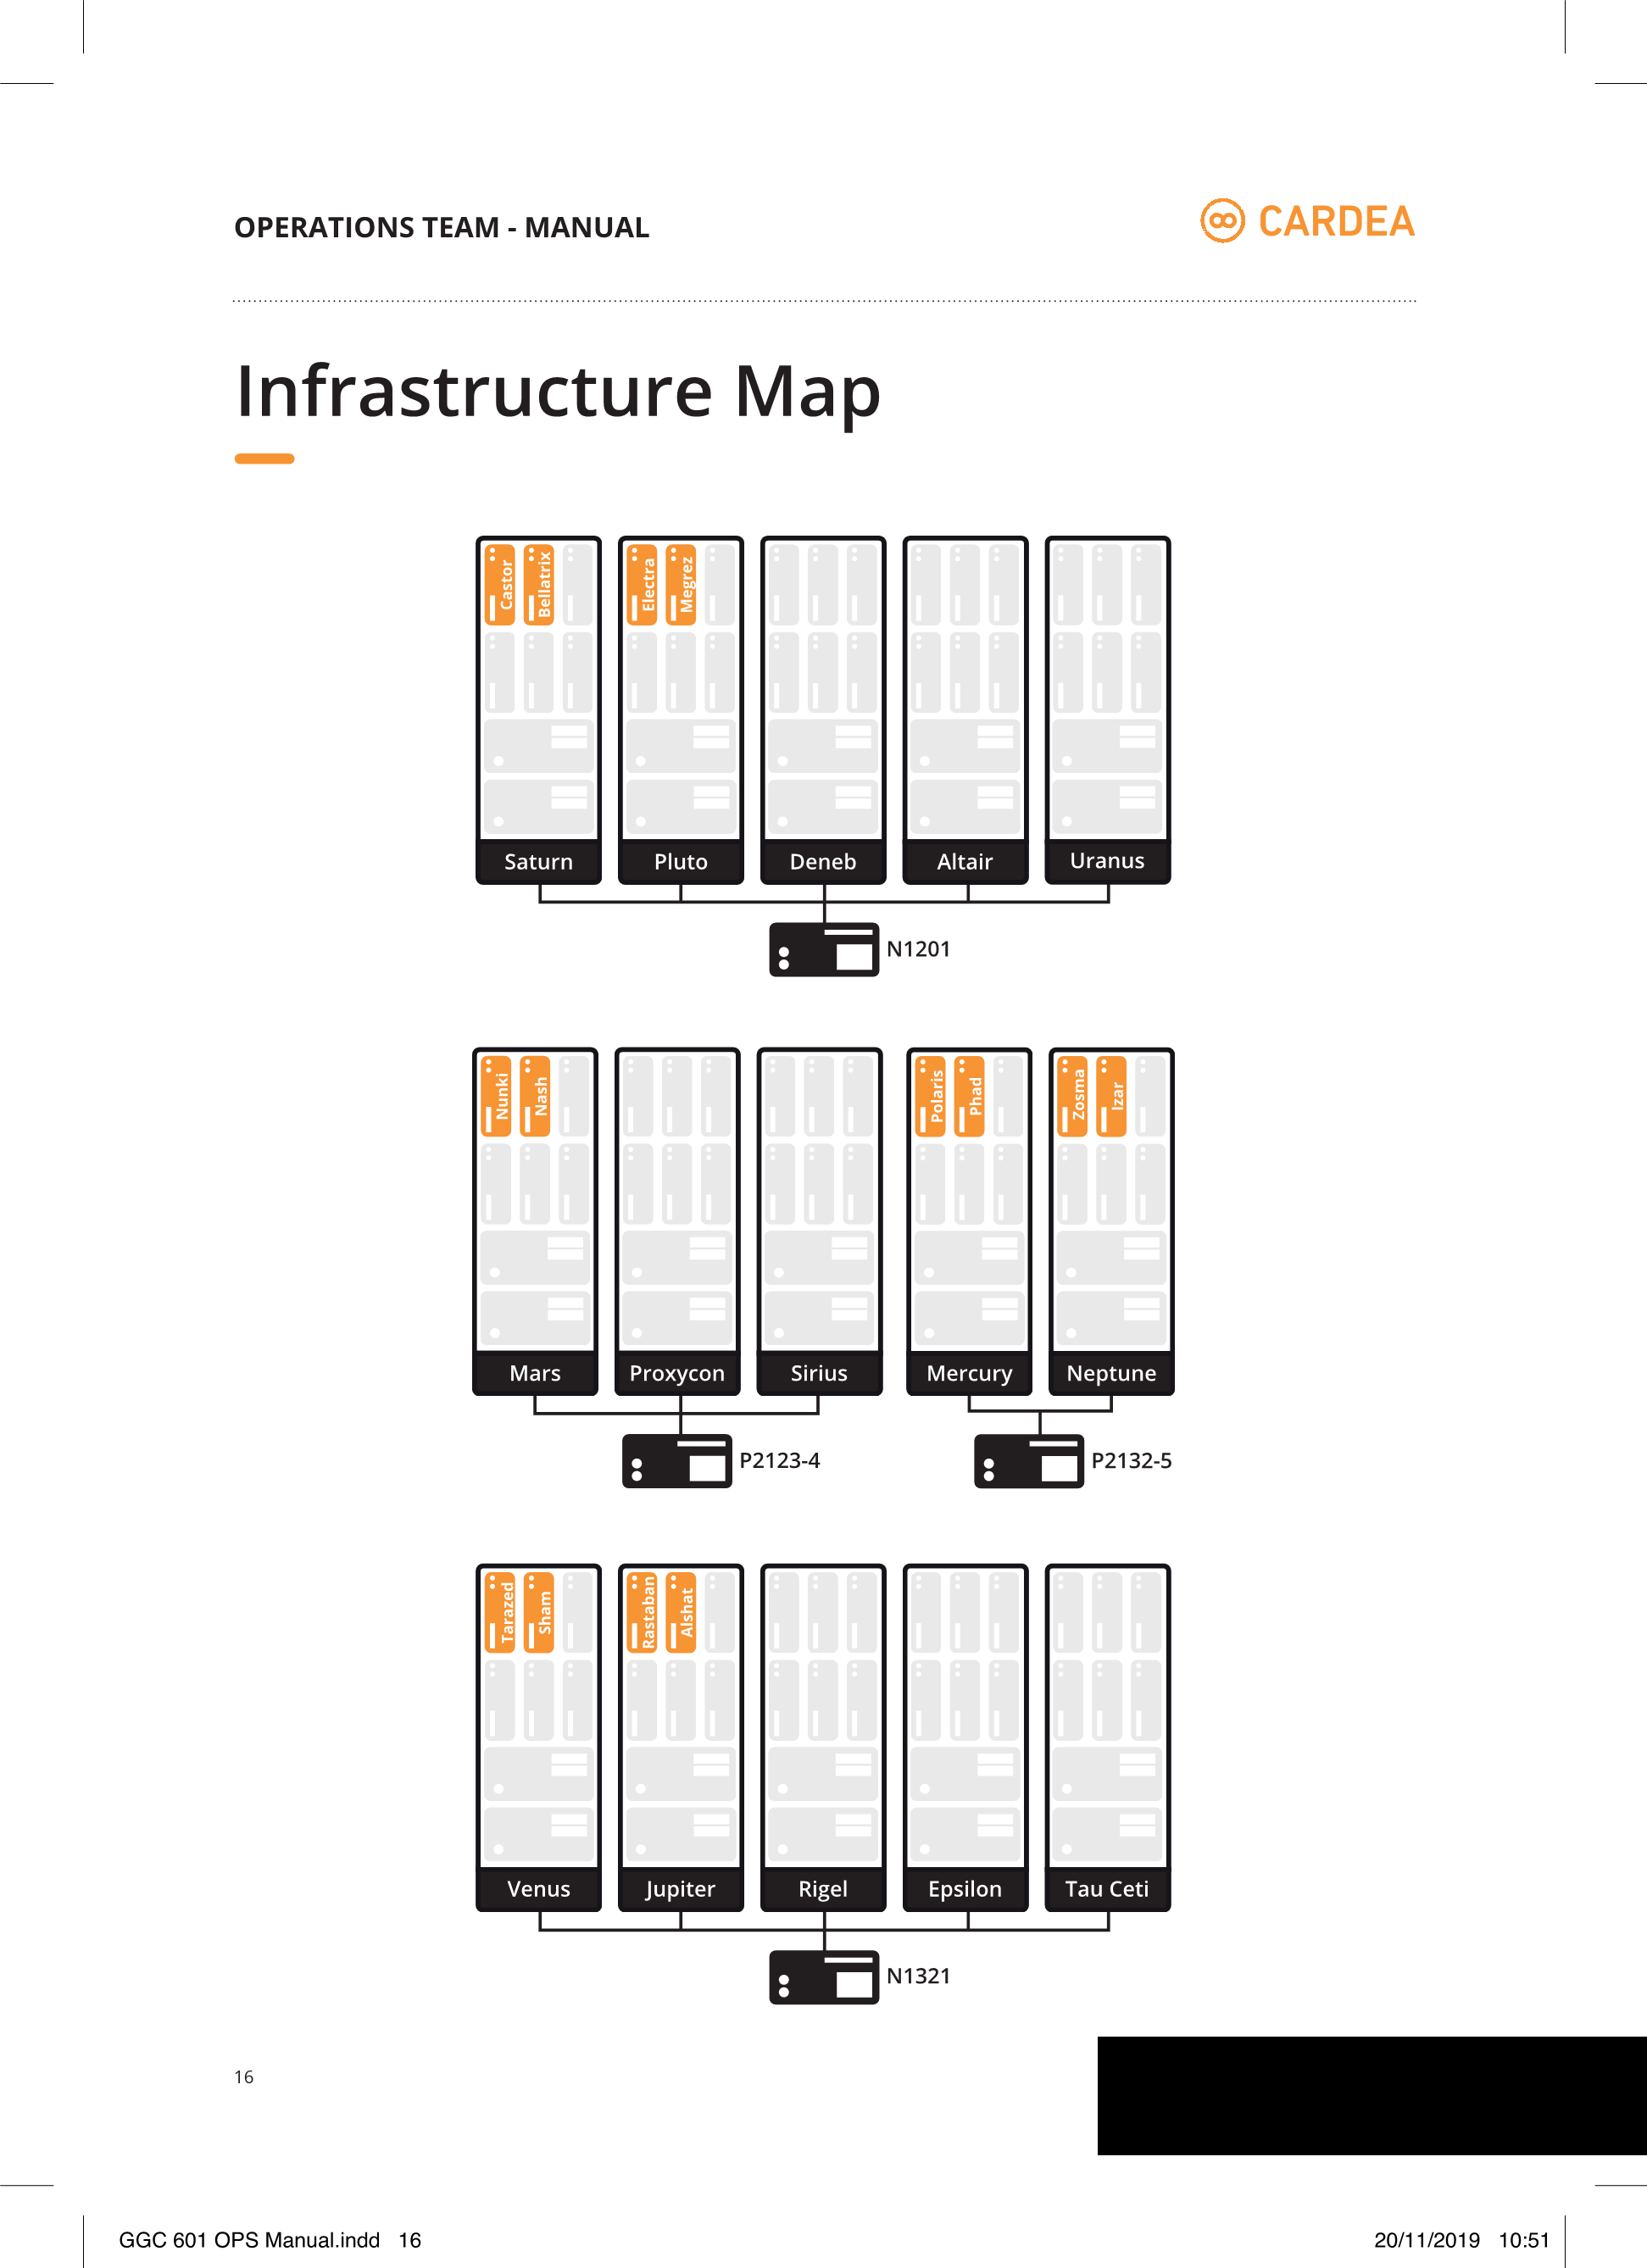 OPERATIONS TEAM - MANUAL
CARDEA
Infrastructure Map
Castor
Bellatrix
Electra
Megrez
Saturn
Pluto
Deneb
Altair
Uranus
N1201
Nunki
Nash
Polaris
Phad
Zosma
Izar
Mars
Proxycon
Sirius
Mercury
Neptune
P2123-4
P2132-5
Tarazed
Sham
Rastaban
Alshat
Venus
Jupiter
Rigel
Epsilon
Tau Ceti
N1321
16
GGC 601 OPS Manual.indd 16
20/11/2019 10:51